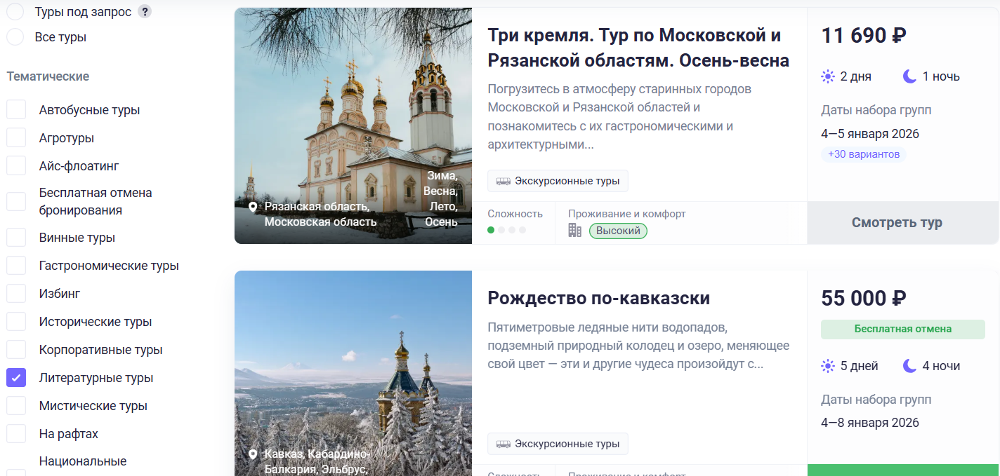 Туры под запрос ?
Все туры
Тематические
Автобусные туры
Агротуры
Айс-флоатинг
Бесплатная отмена
бронирования
Винные туры
Гастрономические туры
Избинг
Исторические туры
Корпоративные туры
Литературные туры
Мистические туры
На рафтах
Национальные
Рязанская область,
Московская область
Зима,
Весна,
Лето,
Осень
Три кремля. Тур по Московской и
Рязанской областям. Осень-весна
Погрузитесь в атмосферу старинных городов
Московской и Рязанской областей и
познакомитесь с их гастрономическими и
архитектурными...
Экскурсионные туры
Сложность
Проживание и комфорт
Высокий
11 690 ₽
2 дня
1 ночь
Даты набора групп
4—5 января 2026
+30 вариантов
Смотреть тур
Кавказ, Кабардино-
Балкария, Эльбрус,
Рождество по-кавказски
Пятиметровые ледяные нити водопадов,
подземный природный колодец и озеро, меняющее
свой цвет — эти и другие чудеса произойдут с...
Экскурсионные туры
Сложность
Проживание и комфорт
55 000 ₽
Бесплатная отмена
5 дней
4 ночи
Даты набора групп
4—8 января 2026